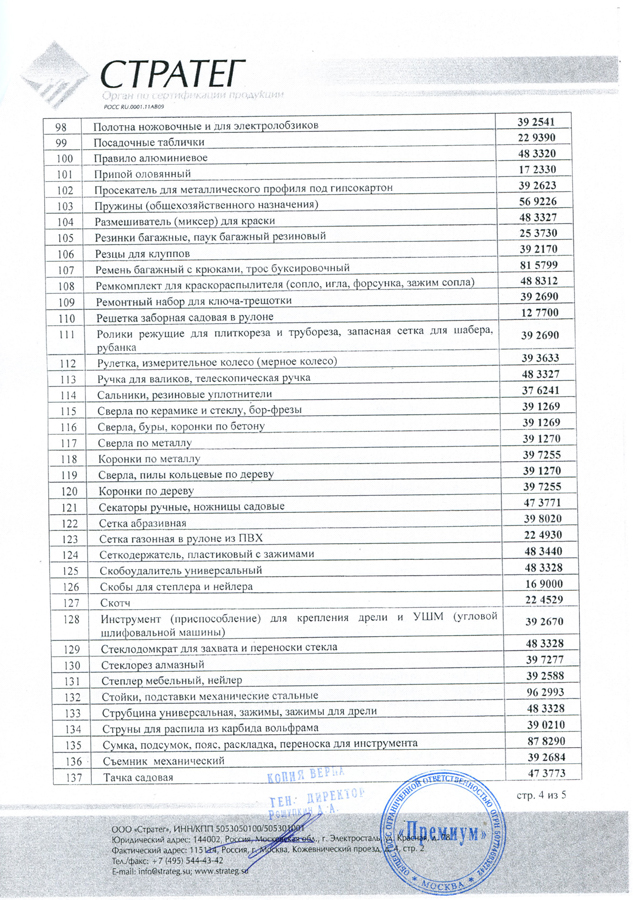 СТРАТЕГ
Орган по сертификации продукции
РОСС RU.0001.11АВ09
98 Полотна ножовочные и для электролобзиков 39 2541
99 Посадочные таблички 22 9390
100 Правило алюминиевое 48 3320
101 Припой оловянный 17 2330
102 Просекатель для металлического профиля под гипсокартон 39 2623
103 Пружины (общехозяйственного назначения) 56 9226
104 Размешиватель (миксер) для краски 48 3327
105 Резинки багажные, паук багажный резиновый 25 3730
106 Резцы для клуппов 39 2170
107 Ремень багажный с крюками, трос буксировочный 81 5799
108 Ремкомплект для краскораспылителя (сопло, игла, форсунка, зажим сопла) 48 8312
109 Ремонтный набор для ключа-трещотки 39 2690
110 Решетка заборная садовая в рулоне 12 7700
111 Ролики режущие для плиткореза и трубореза, запасная сетка для шабера,
рубанка 39 2690
112 Рулетка, измерительное колесо (мерное колесо) 39 3633
113 Ручка для валиков, телескопическая ручка 48 3327
114 Сальники, резиновые уплотнители 37 6241
115 Сверла по керамике и стеклу, бор-фрезы 39 1269
116 Сверла, буры, коронки по бетону 39 1269
117 Сверла по металлу 39 1270
118 Коронки по металлу 39 7255
119 Сверла, пилы кольцевые по дереву 39 1270
120 Коронки по дереву 39 7255
121 Секаторы ручные, ножницы садовые 47 3771
122 Сетка абразивная 39 8020
123 Сетка газонная в рулоне из ПВХ 22 4930
124 Сеткодержатель, пластиковый с зажимами 48 3440
125 Скобоудалитель универсальный 48 3328
126 Скобы для степлера и нейлера 16 9000
127 Скотч 22 4529
128 Инструмент (приспособление) для крепления дрели и УШМ (угловой
шлифовальной машины) 39 2670
129 Стеклодомкрат для захвата и переноски стекла 48 3328
130 Стеклорез алмазный 39 7277
131 Степлер мебельный, нейлер 39 2588
132 Стойки, подставки механические стальные 96 2993
133 Струбцина универсальная, зажимы, зажимы для дрели 48 3328
134 Струны для распила из карбида вольфрама 39 0210
135 Сумка, подсумок, пояс, раскладка, переноска для инструмента 87 8290
136 Съемник механический 39 2684
137 Тачка садовая 47 3773
КОПИЯ ВЕРНА
ГЕН. ДИРЕКТОР
стр. 4 из 5
ООО «Стратег», ИНН/КПП 5053050100/505301001
Юридический адрес: 144002, Россия, Московская обл., г. Электросталь,
Фактический адрес: 115114, Россия, г. Москва, Кожевнический проезд, д. 4, стр. 2
Тел./факс: +7 (495) 544-43-42
E-mail: info@strateg.su; www.strateg.su
«Премиум»
МОСКВА